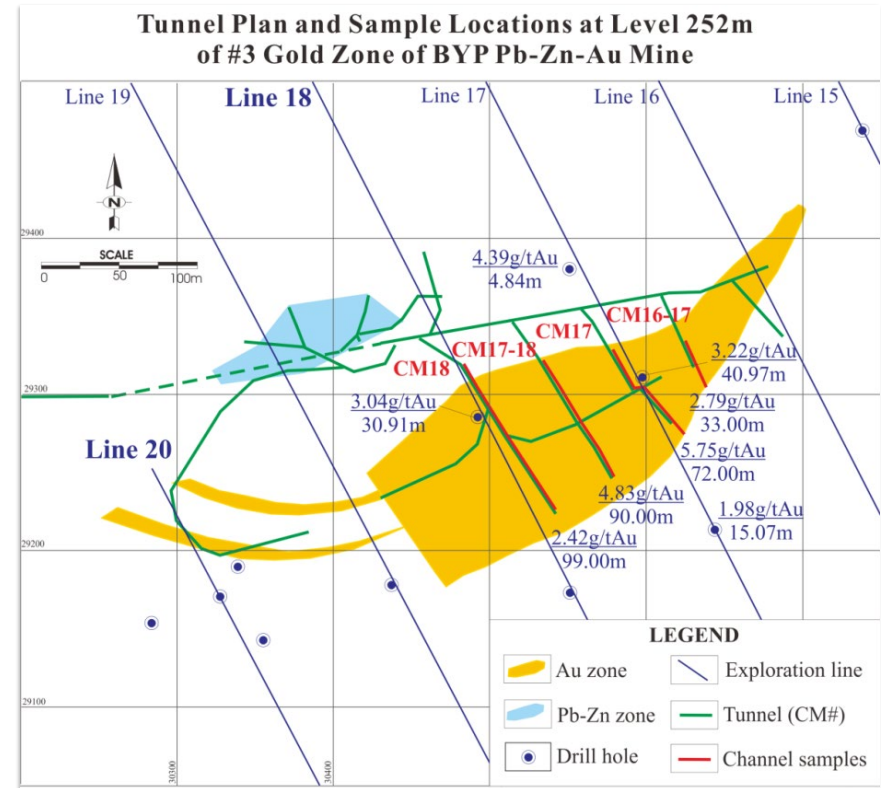 Tunnel Plan and Sample Locations at Level 252m
of #3 Gold Zone of BYP Pb-Zn-Au Mine
Line 19
Line 18
Line 17
Line 16
Line 15
N
29400
SCALE
0 50 100m
4.39g/tAu
4.84m
CM16-17
CM17
CM17-18
CM18
3.22g/tAu
40.97m
29300
3.04g/tAu
30.91m
2.79g/tAu
33.00m
Line 20
5.75g/tAu
72.00m
4.83g/tAu
90.00m
1.98g/tAu
15.07m
2.42g/tAu
99.00m
29200
LEGEND
Au zone
Exploration line
29100
Pb-Zn zone
Tunnel (CM#)
Drill hole
Channel samples
30300
30400